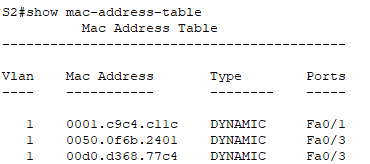 S2#show mac-address-table
Mac Address Table
-------------------------------------------
Vlan    Mac Address       Type        Ports
----    -----------       --------    -----
1    0001.c9c4.c11c    DYNAMIC     Fa0/1
1    0050.0f6b.2401    DYNAMIC     Fa0/3
1    00d0.d368.77c4    DYNAMIC     Fa0/3